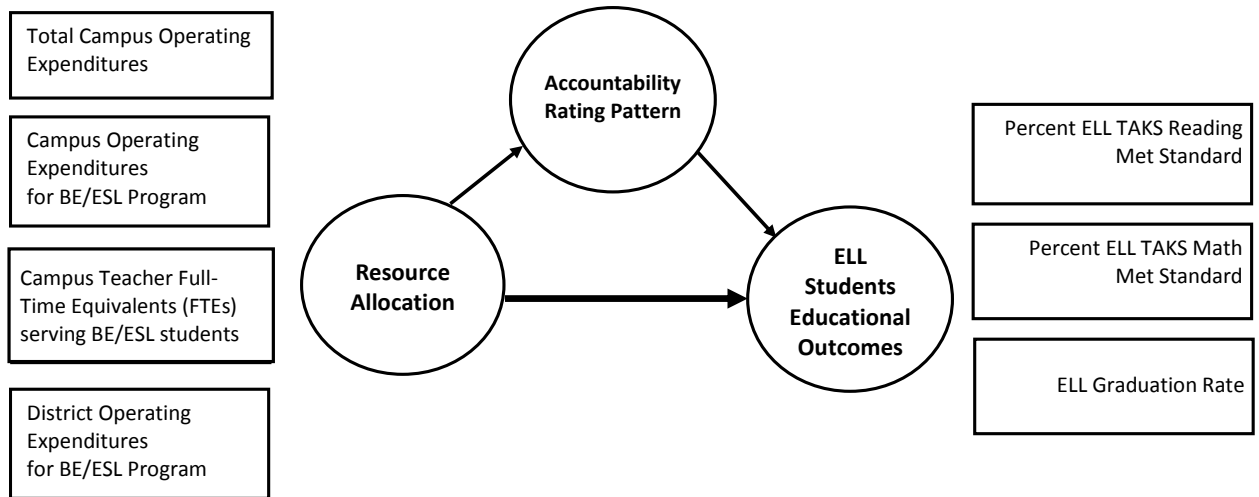 Total Campus Operating
Expenditures
Campus Operating
Expenditures
for BE/ESL Program
Campus Teacher Full-
Time Equivalents (FTEs)
serving BE/ESL students
District Operating
Expenditures
for BE/ESL Program
Accountability
Rating Pattern
Resource
Allocation
ELL
Students
Educational
Outcomes
Percent ELL TAKS Reading
Met Standard
Percent ELL TAKS Math
Met Standard
ELL Graduation Rate